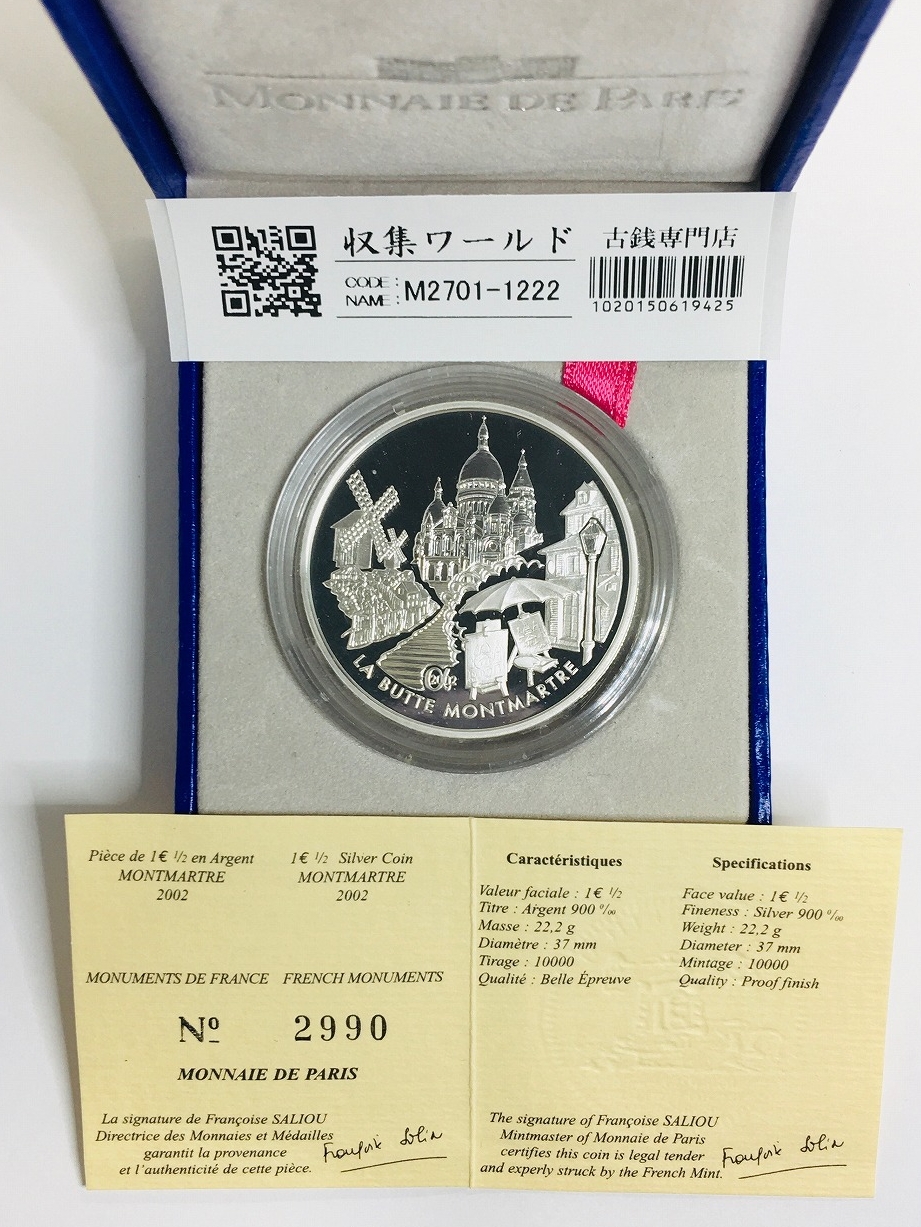 MONNAIE DE PARIS
収集ワールド
古銭専門店
CODE:
NAME: M2701-1222
1020150619425
LA BUTTE MONTMARTRE
Pièce de 1€ 1/2 en Argent
MONTMARTRE
2002
1€ 1/2 Silver Coin
MONTMARTRE
2002
MONUMENTS DE FRANCE
FRENCH MONUMENTS
Nº 2990
MONNAIE DE PARIS
La signature de Françoise SALIOU
Directrice des Monnaies et Médailles
garantit la provenance
et l'authenticité de cette pièce.
Caractéristiques
Valeur faciale : 1€ 1/2
Titre : Argent 900 º/ºº
Masse : 22,2 g
Diamètre : 37 mm
Tirage : 10000
Qualité : Belle Épreuve
Specifications
Face value : 1€ 1/2
Fineness : Silver 900 º/ºº
Weight : 22,2 g
Diameter : 37 mm
Mintage : 10000
Quality : Proof finish
The signature of Françoise SALIOU
Mintmaster of Monnaie de Paris
certifies this coin is legal tender
and experly struck by the French Mint.